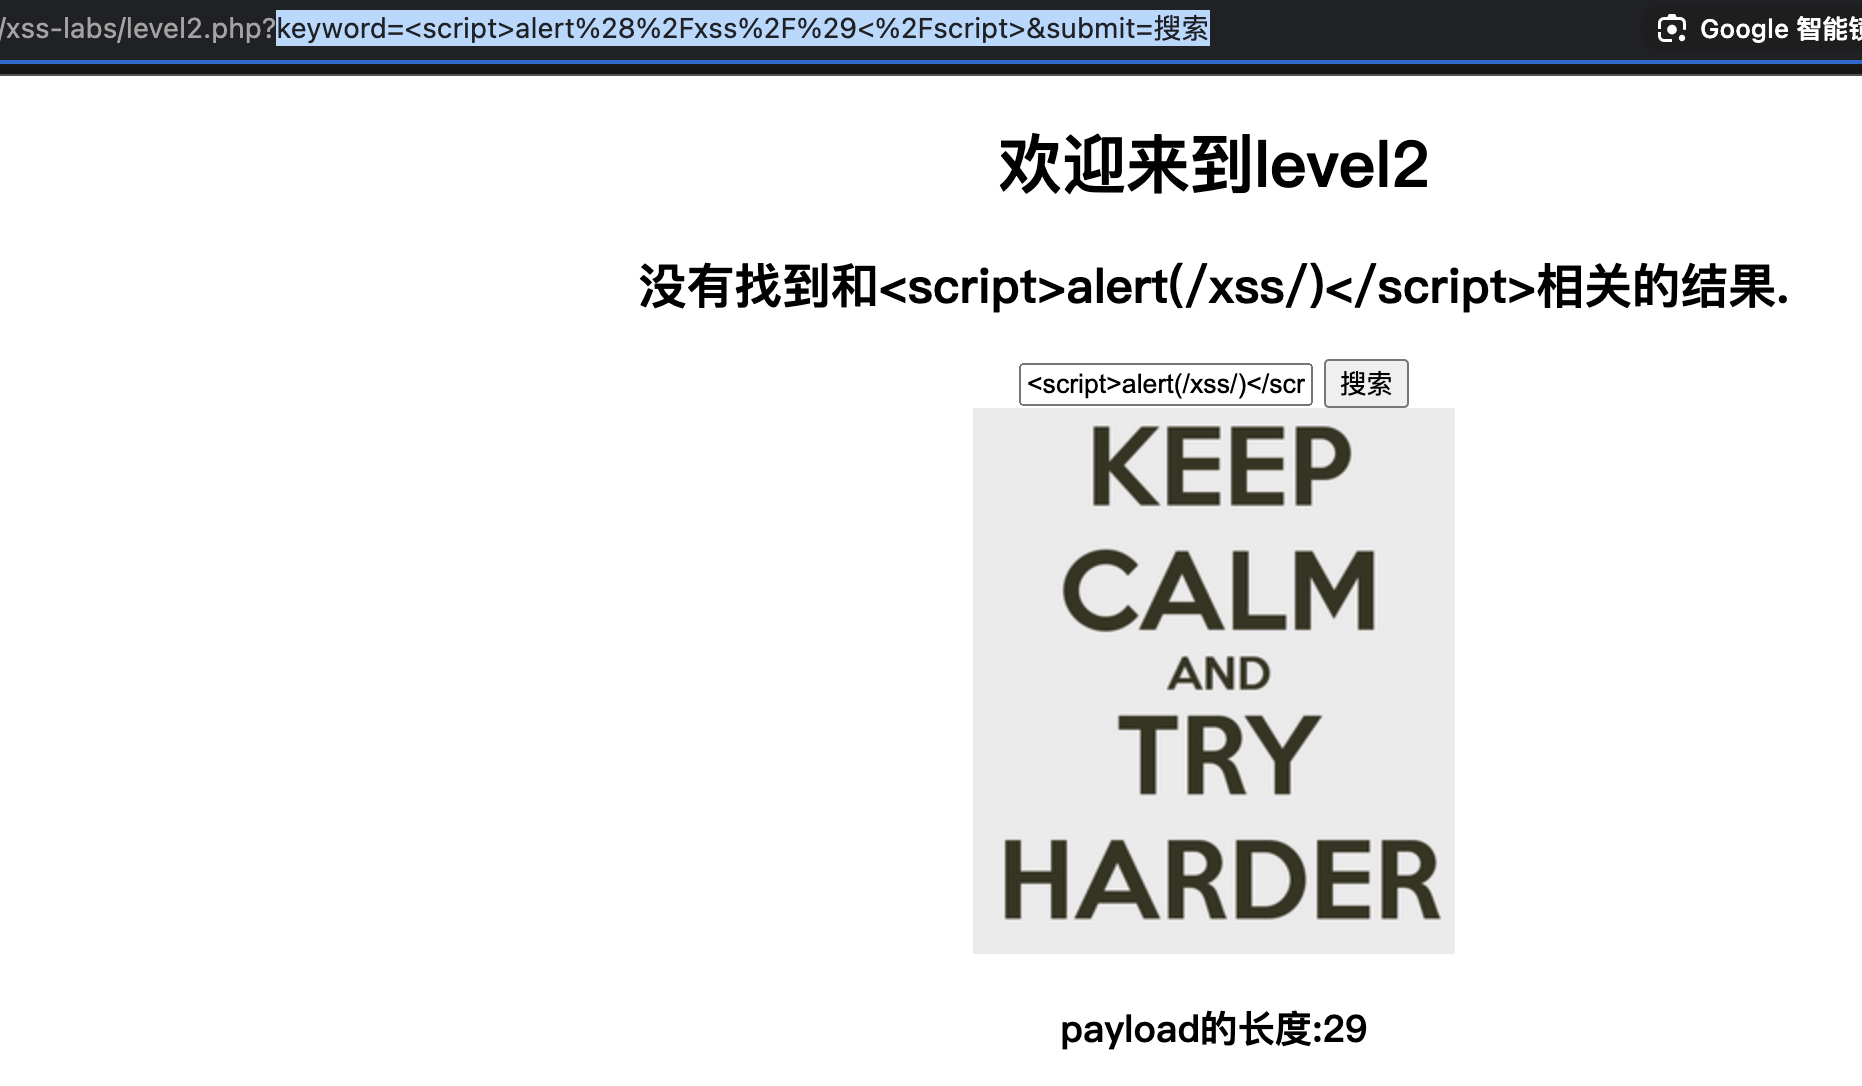 /xss-labs/level2.php?keyword=<script>alert%28%2Fxss%2F%29<%2Fscript>&submit=搜索
Google 智能镜
欢迎来到level2
没有找到和<script>alert(/xss/)</script>相关的结果.
<script>alert(/xss/)</scr
搜索
KEEP
CALM
AND
TRY
HARDER
payload的长度:29